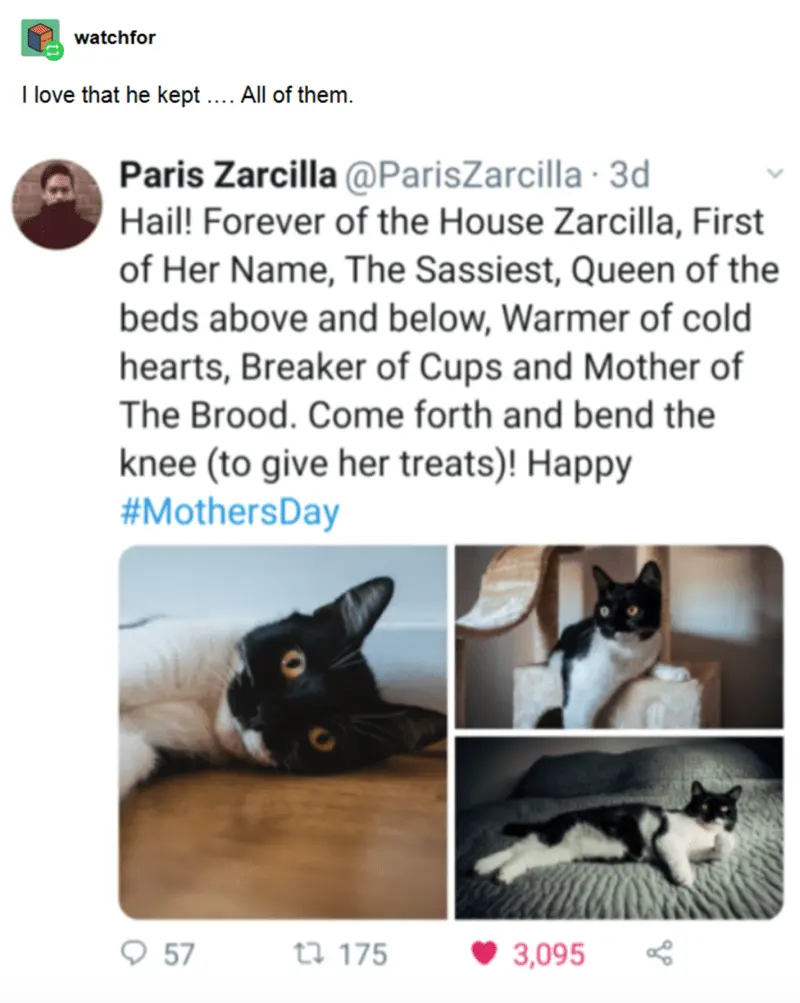 watchfor
I love that he kept .... All of them.
Paris Zarcilla @ParisZarcilla · 3d
Hail! Forever of the House Zarcilla, First
of Her Name, The Sassiest, Queen of the
beds above and below, Warmer of cold
hearts, Breaker of Cups and Mother of
The Brood. Come forth and bend the
knee (to give her treats)! Happy
#MothersDay
57 175 3,095